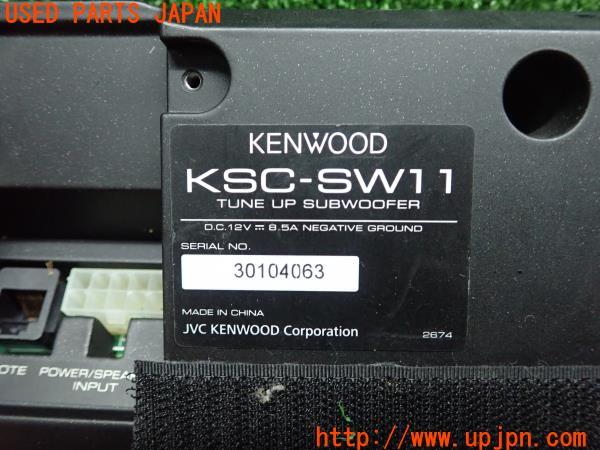 USED PARTS JAPAN
KENWOOD
KSC-SW11
TUNE UP SUBWOOFER
D.C.12V ⎓ 8.5A NEGATIVE GROUND
SERIAL NO.
30104063
MADE IN CHINA
JVC KENWOOD Corporation
2674
POWER/SPEA
INPUT
http://www.upjpn.com/